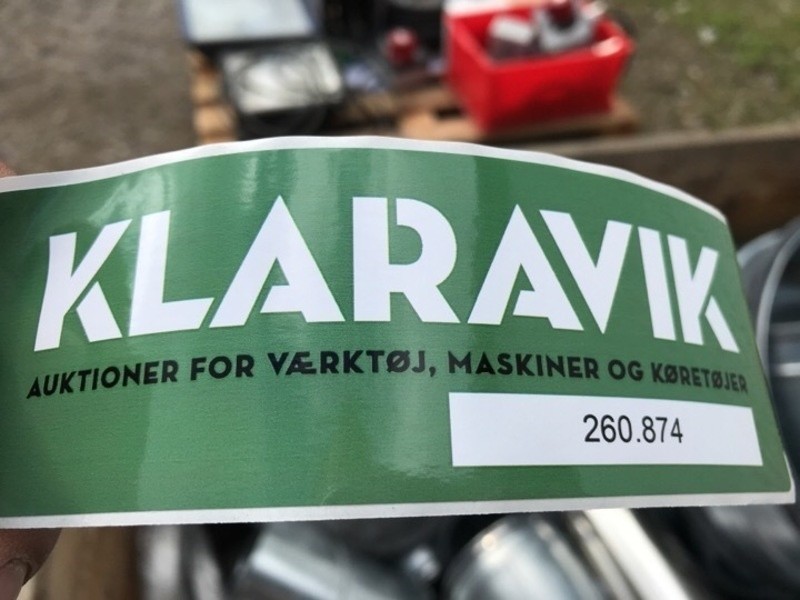 KLARAVIK
AUKTIONER FOR VÆRKTØJ, MASKINER OG KØRETØJER
260.874